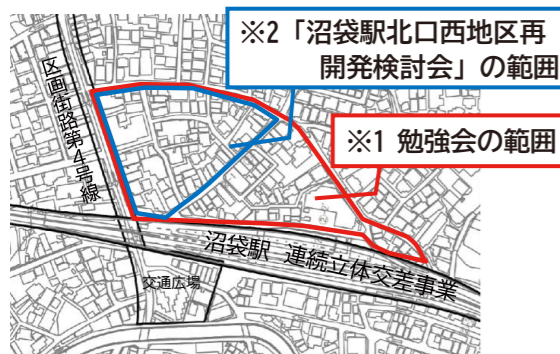 ※2「沼袋駅北口西地区再
開発検討会」の範囲
※1 勉強会の範囲
区画街路第4号線
沼袋駅 連続立体交差事業
交通広場